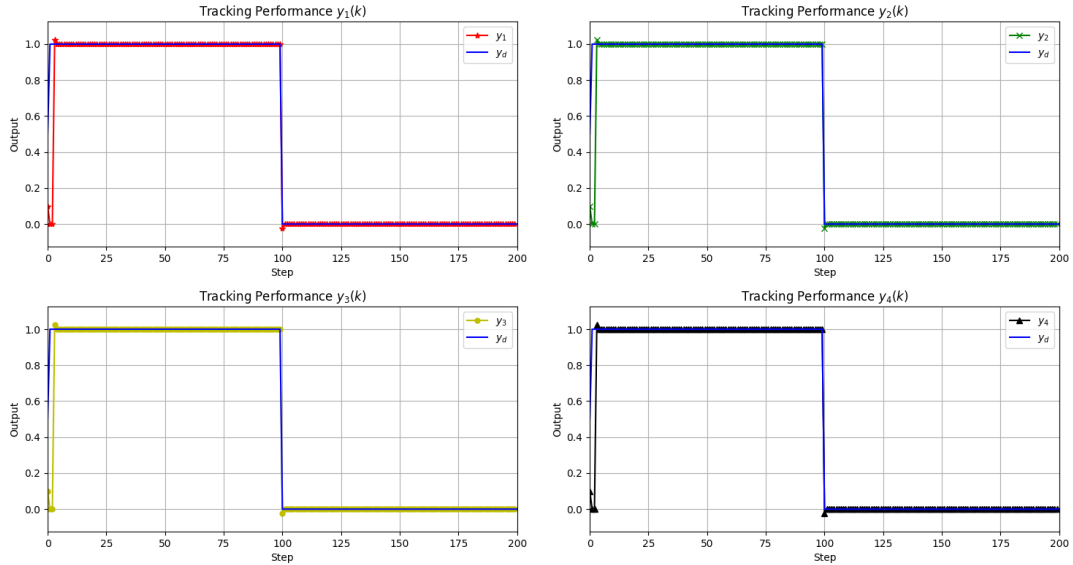 Tracking Performance y₁(k)
Output
1.0
0.8
0.6
0.4
0.2
0.0
y₁
y_d
0 25 50 75 100 125 150 175 200
Step
Tracking Performance y₂(k)
Output
1.0
0.8
0.6
0.4
0.2
0.0
y₂
y_d
0 25 50 75 100 125 150 175 200
Step
Tracking Performance y₃(k)
Output
1.0
0.8
0.6
0.4
0.2
0.0
y₃
y_d
0 25 50 75 100 125 150 175 200
Step
Tracking Performance y₄(k)
Output
1.0
0.8
0.6
0.4
0.2
0.0
y₄
y_d
0 25 50 75 100 125 150 175 200
Step